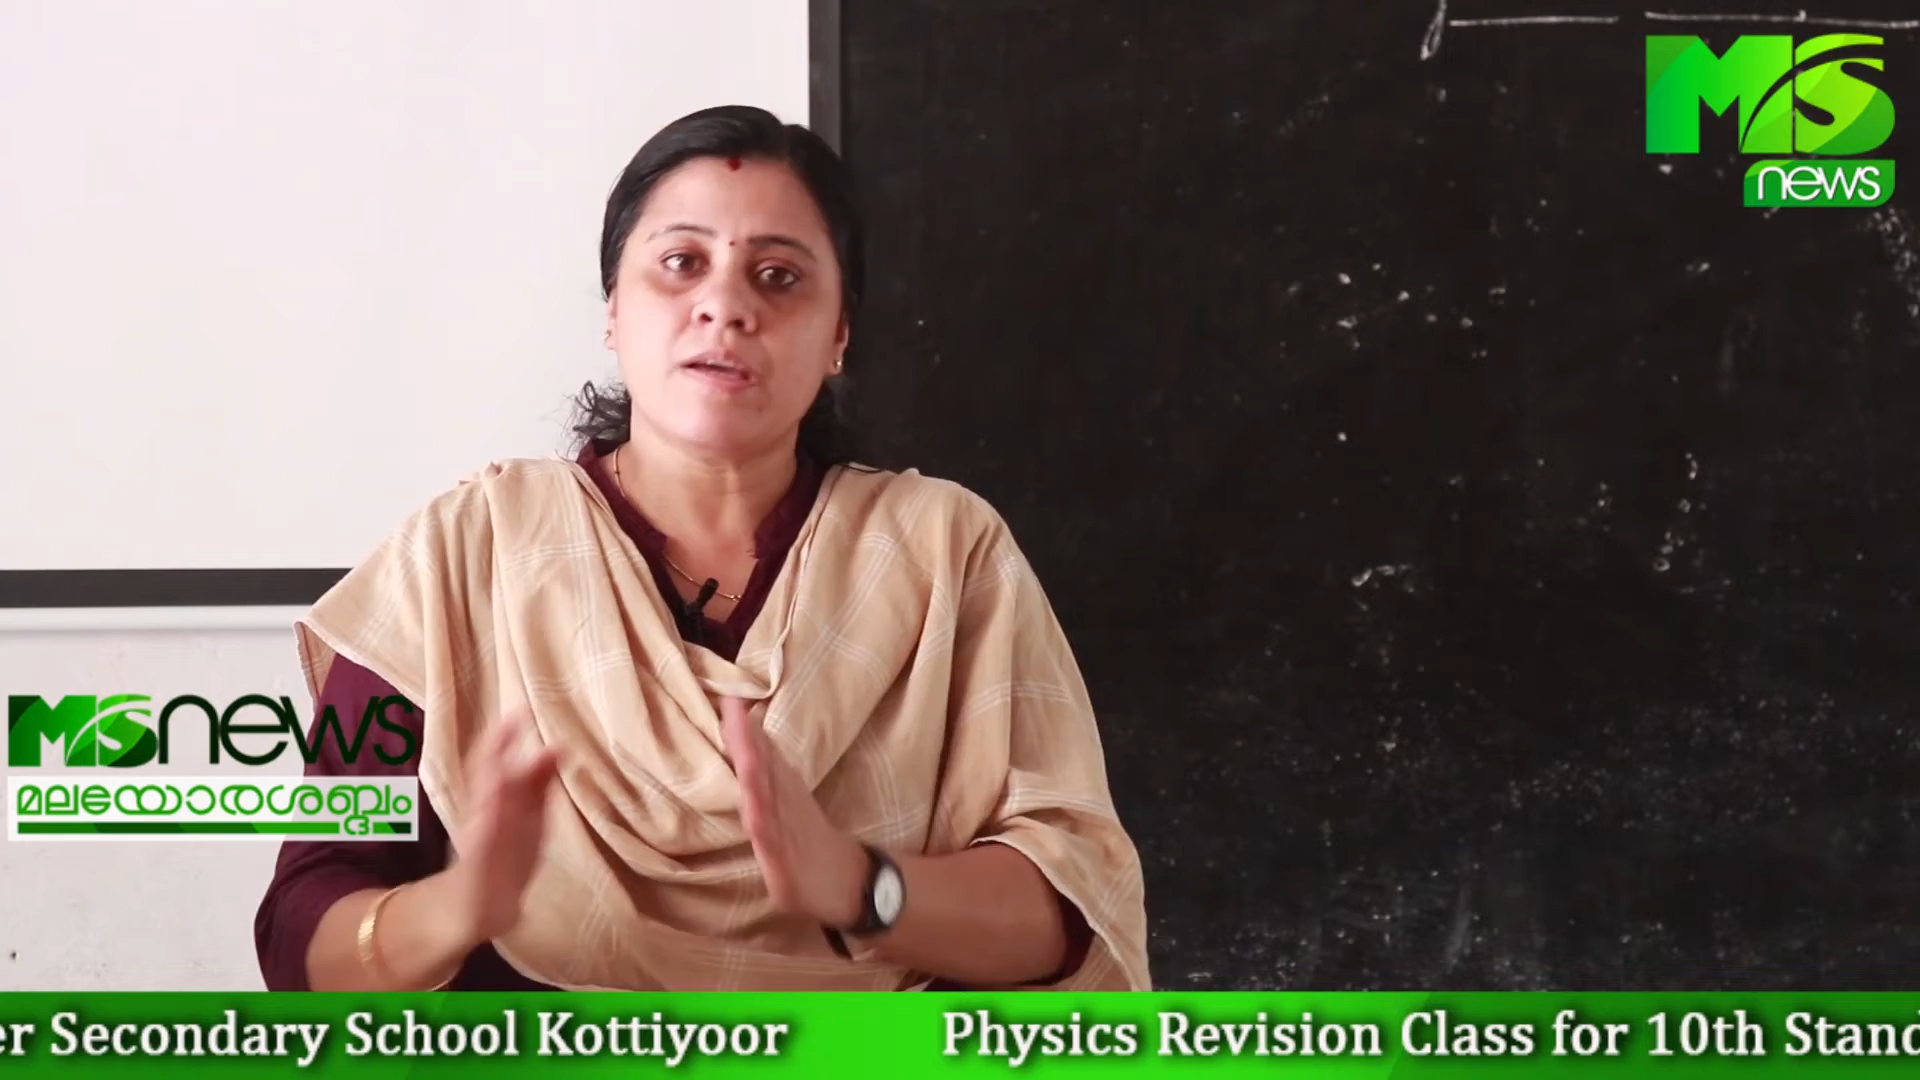 MS
news
MSnews
മലയോരശബ്ദം
er Secondary School Kottiyoor Physics Revision Class for 10th Stand